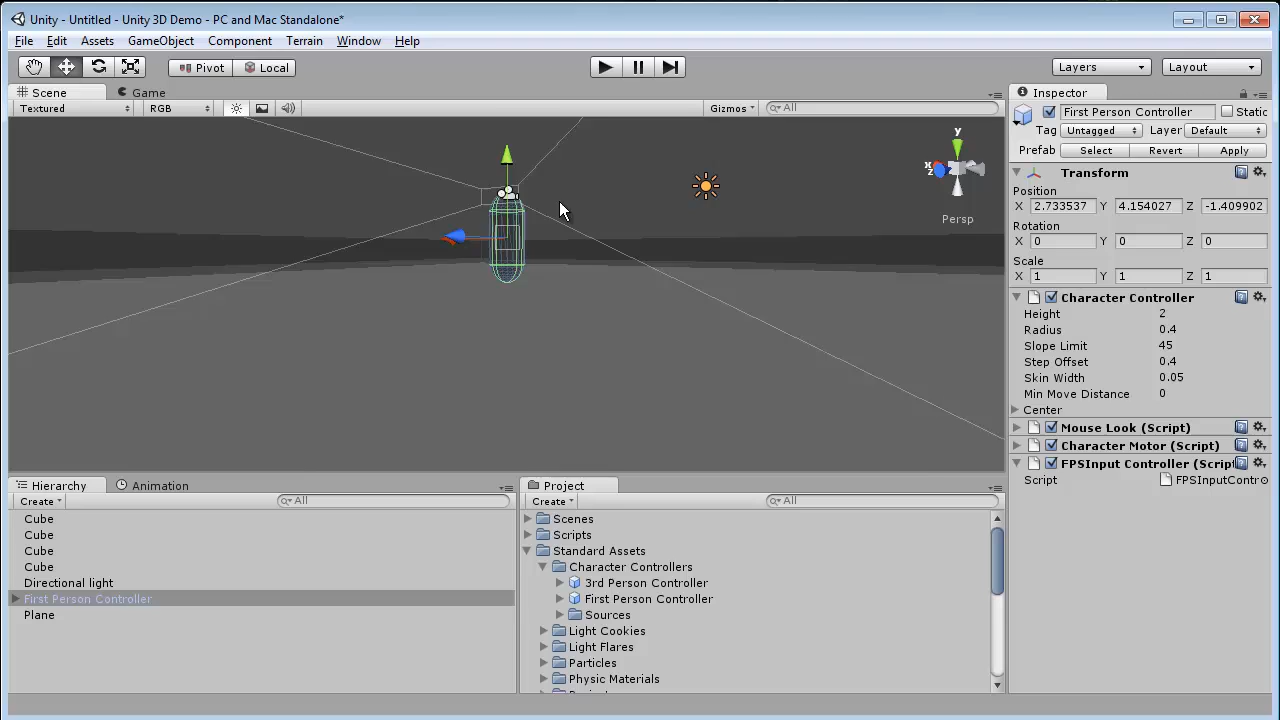 Unity - Untitled - Unity 3D Demo - PC and Mac Standalone*
File Edit Assets GameObject Component Terrain Window Help
Pivot Local Layers Layout
Scene Game
Textured RGB Gizmos All
y
x
z
Persp
Inspector
First Person Controller Static
Tag Untagged Layer Default
Prefab Select Revert Apply
Transform
Position
X 2.733537 Y 4.154027 Z -1.409902
Rotation
X 0 Y 0 Z 0
Scale
X 1 Y 1 Z 1
Character Controller
Height 2
Radius 0.4
Slope Limit 45
Step Offset 0.4
Skin Width 0.05
Min Move Distance 0
Center
Mouse Look (Script)
Character Motor (Script)
FPSInput Controller (Script
Script FPSInputContro
Hierarchy Animation
Create All
Cube
Cube
Cube
Cube
Directional light
First Person Controller
Plane
Project
Create All
Scenes
Scripts
Standard Assets
Character Controllers
3rd Person Controller
First Person Controller
Sources
Light Cookies
Light Flares
Particles
Physic Materials